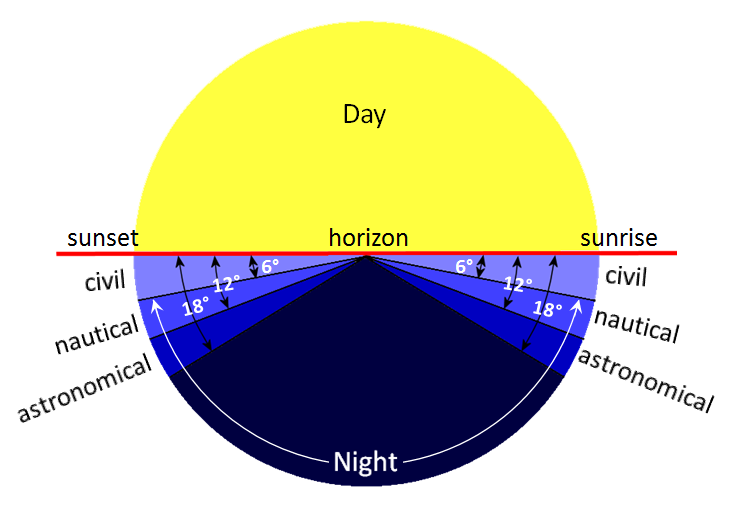 Day
sunset horizon sunrise
civil 6° 6° civil
12° 12°
18° 18°
nautical nautical
astronomical astronomical
Night